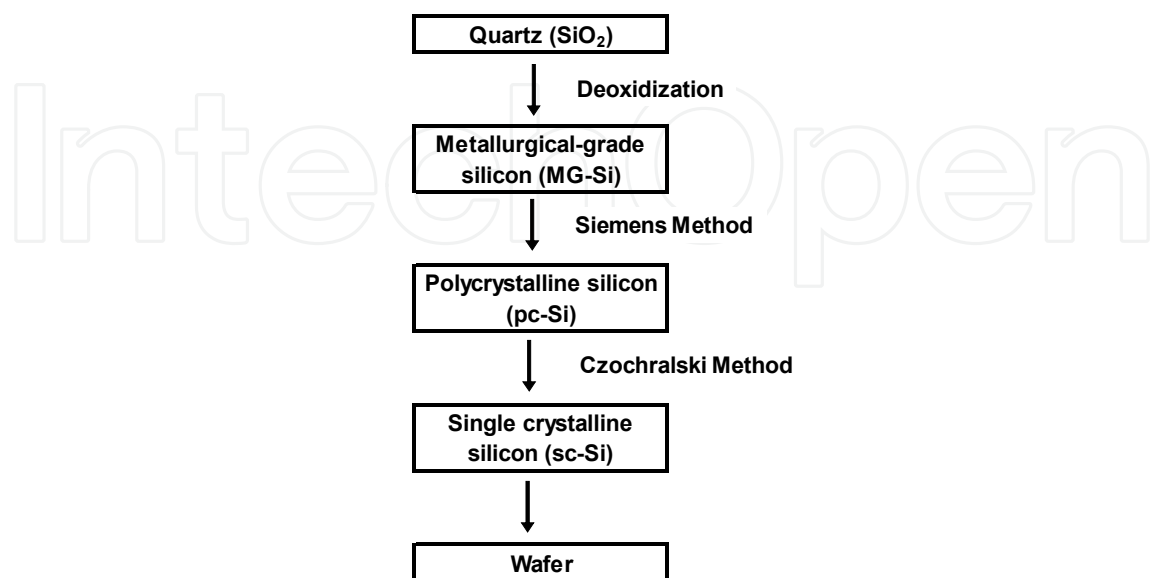 Quartz (SiO₂)
Deoxidization
Metallurgical-grade
silicon (MG-Si)
Siemens Method
Polycrystalline silicon
(pc-Si)
Czochralski Method
Single crystalline
silicon (sc-Si)
Wafer
IntechOpen